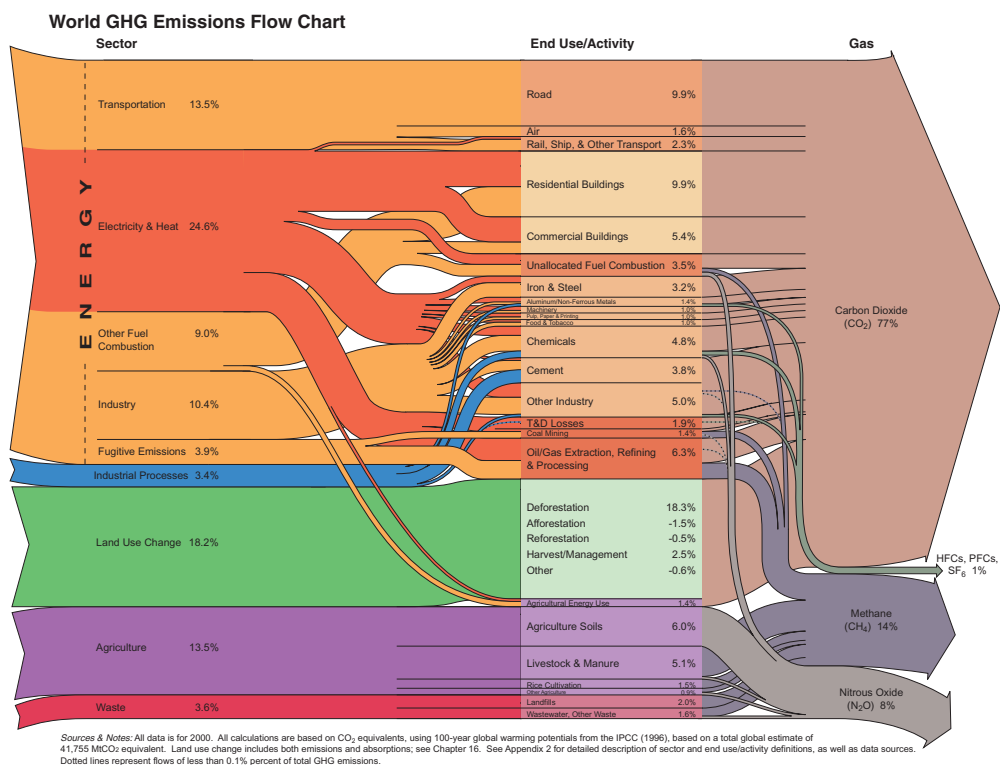 World GHG Emissions Flow Chart
Sector
End Use/Activity
Gas
ENERGY
Transportation 13.5%
Electricity & Heat 24.6%
Other Fuel
Combustion
9.0%
Industry 10.4%
Fugitive Emissions 3.9%
Industrial Processes 3.4%
Land Use Change 18.2%
Agriculture 13.5%
Waste 3.6%
Road 9.9%
Air 1.6%
Rail, Ship, & Other Transport 2.3%
Residential Buildings 9.9%
Commercial Buildings 5.4%
Unallocated Fuel Combustion 3.5%
Iron & Steel 3.2%
Aluminum/Non-Ferrous Metals 1.4%
Machinery 1.0%
Pulp, Paper & Printing 1.0%
Food & Tobacco 1.0%
Chemicals 4.8%
Cement 3.8%
Other Industry 5.0%
T&D Losses 1.9%
Coal Mining 1.4%
Oil/Gas Extraction, Refining
& Processing
6.3%
Deforestation 18.3%
Afforestation -1.5%
Reforestation -0.5%
Harvest/Management 2.5%
Other -0.6%
Agricultural Energy Use 1.4%
Agriculture Soils 6.0%
Livestock & Manure 5.1%
Rice Cultivation 1.5%
Other Agriculture 0.9%
Landfills 2.0%
Wastewater, Other Waste 1.6%
Carbon Dioxide
(CO2) 77%
HFCs, PFCs,
SF6 1%
Methane
(CH4) 14%
Nitrous Oxide
(N2O) 8%
Sources & Notes: All data is for 2000. All calculations are based on CO2 equivalents, using 100-year global warming potentials from the IPCC (1996), based on a total global estimate of
41,755 MtCO2 equivalent. Land use change includes both emissions and absorptions; see Chapter 16. See Appendix 2 for detailed description of sector and end use/activity definitions, as well as data sources.
Dotted lines represent flows of less than 0.1% percent of total GHG emissions.